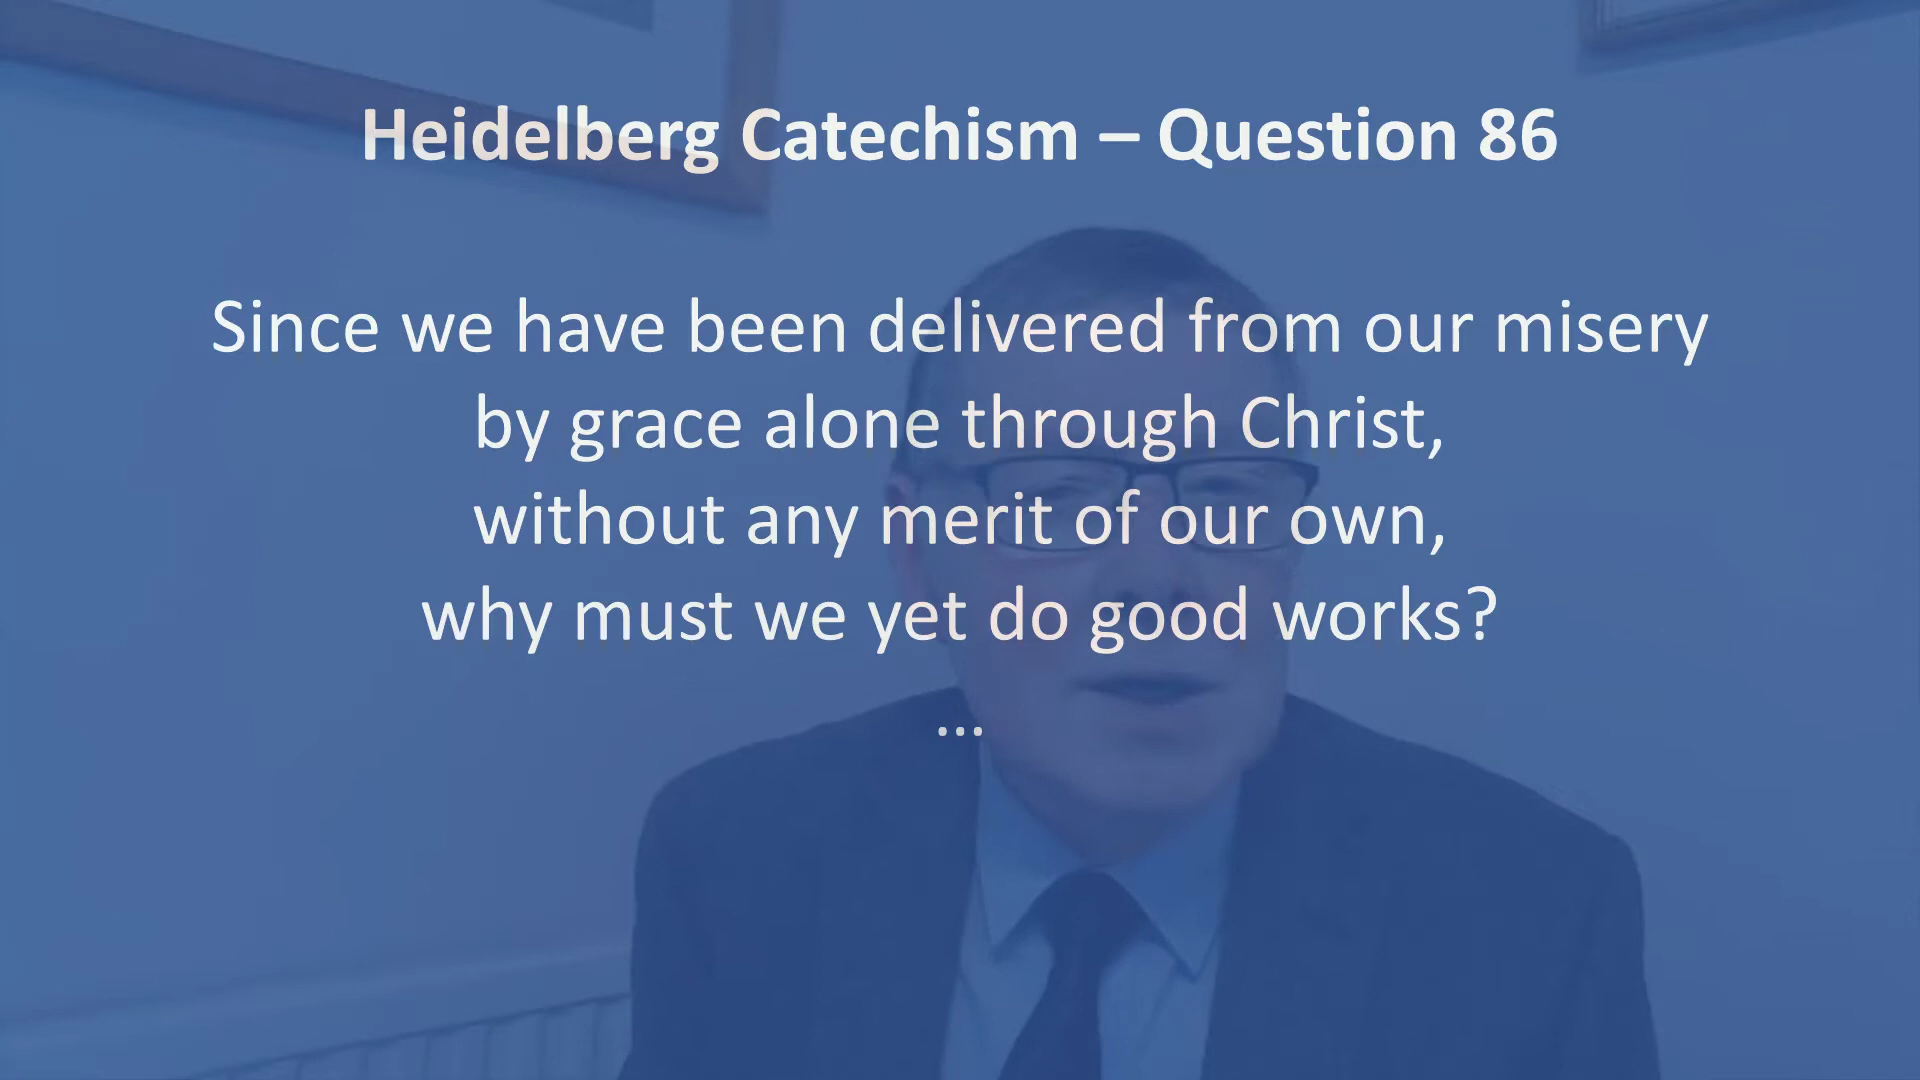 Heidelberg Catechism – Question 86
Since we have been delivered from our misery
by grace alone through Christ,
without any merit of our own,
why must we yet do good works?
...